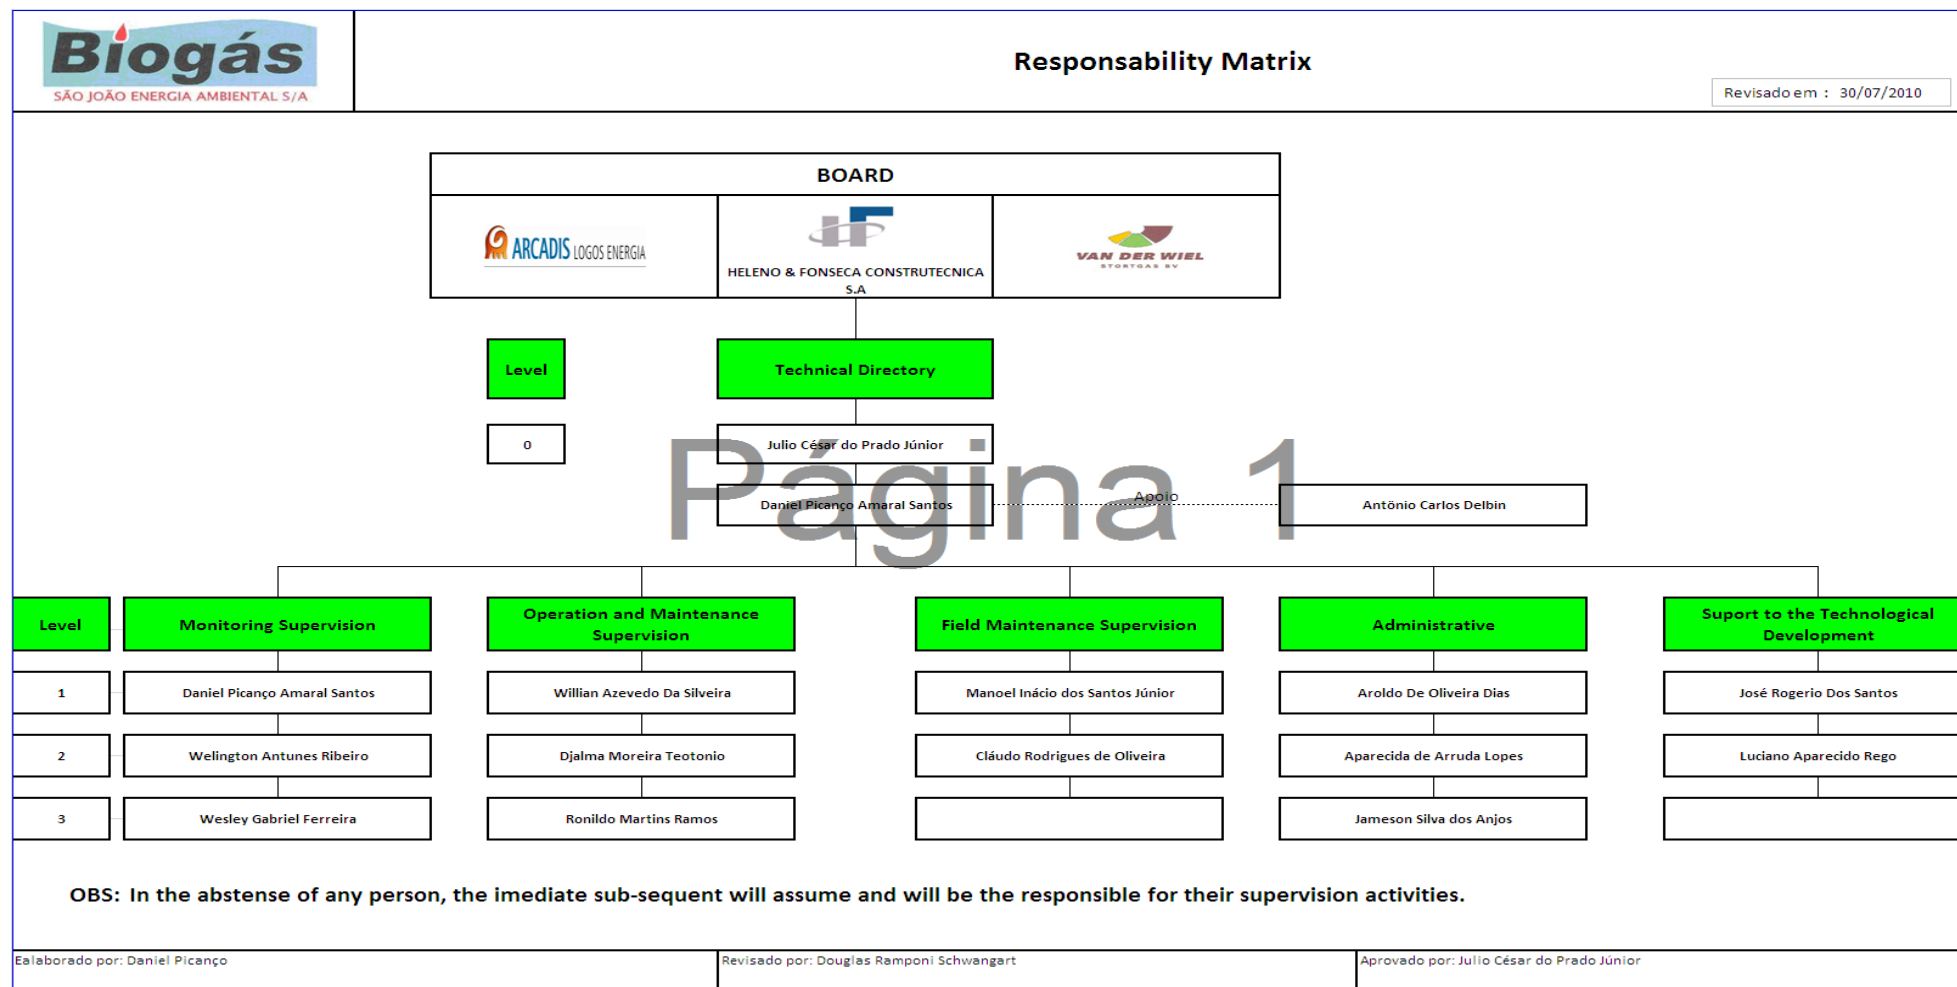 Biogás
SÃO JOÃO ENERGIA AMBIENTAL S/A
Responsability Matrix
Revisado em : 30/07/2010
BOARD
ARCADIS LOGOS ENERGIA
HF
HELENO & FONSECA CONSTRUTECNICA
S.A
VAN DER WIEL
STORTGAS BV
Level
Technical Directory
0
Julio César do Prado Júnior
Página 1
Daniel Picanço Amaral Santos
Apoio
Antönio Carlos Delbin
Level
Monitoring Supervision
Operation and Maintenance
Supervision
Field Maintenance Supervision
Administrative
Suport to the Technological
Development
1
Daniel Picanço Amaral Santos
Willian Azevedo Da Silveira
Manoel Inácio dos Santos Júnior
Aroldo De Oliveira Dias
José Rogerio Dos Santos
2
Welington Antunes Ribeiro
Djalma Moreira Teotonio
Cláudo Rodrigues de Oliveira
Aparecida de Arruda Lopes
Luciano Aparecido Rego
3
Wesley Gabriel Ferreira
Ronildo Martins Ramos
Jameson Silva dos Anjos
OBS: In the abstense of any person, the imediate sub-sequent will assume and will be the responsible for their supervision activities.
Ealaborado por: Daniel Picanço
Revisado por: Douglas Ramponi Schwangart
Aprovado por: Julio César do Prado Júnior